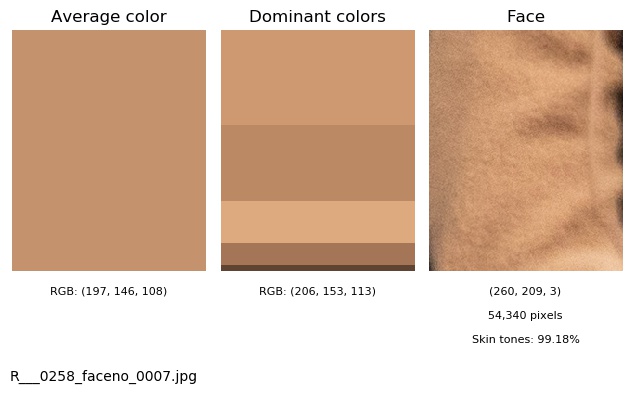 Average color
Dominant colors
Face
RGB: (197, 146, 108)
RGB: (206, 153, 113)
(260, 209, 3)
54,340 pixels
Skin tones: 99.18%
R___0258_faceno_0007.jpg